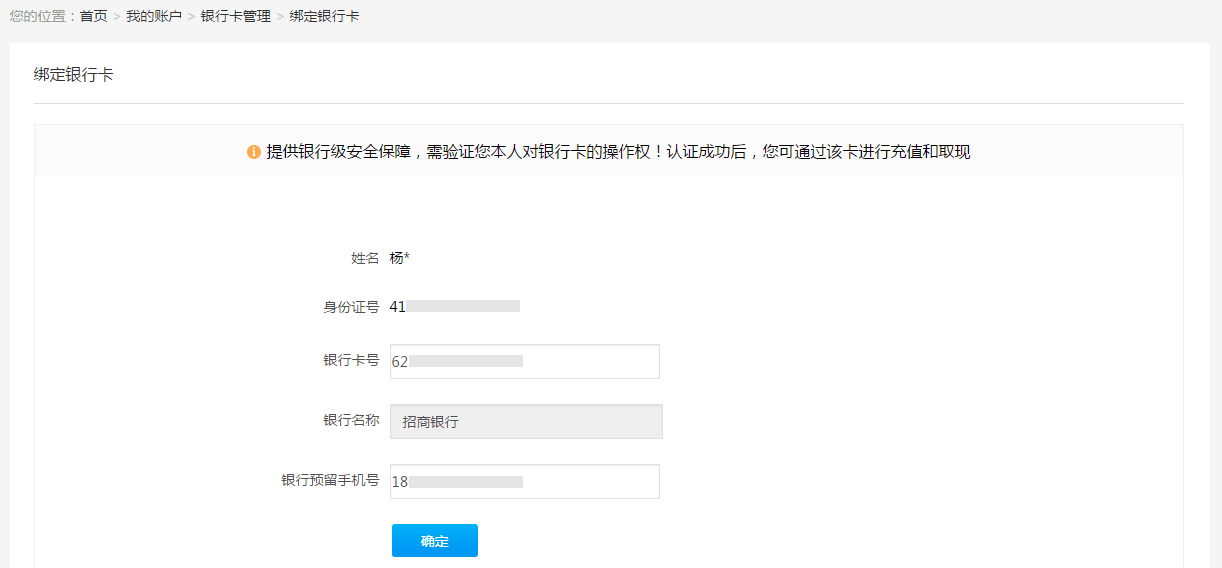 您的位置：首页 > 我的账户 > 银行卡管理 > 绑定银行卡
绑定银行卡
提供银行级安全保障，需验证您本人对银行卡的操作权！认证成功后，您可通过该卡进行充值和取现
姓名 杨*
身份证号 41
银行卡号 62
银行名称 招商银行
银行预留手机号 18
确定